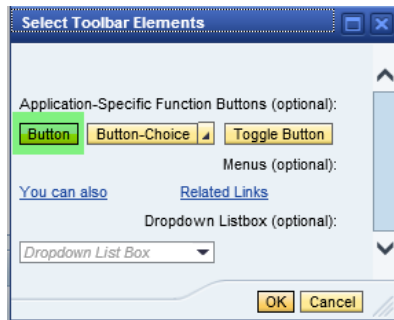 Select Toolbar Elements
Application-Specific Function Buttons (optional):
Button Button-Choice Toggle Button
Menus (optional):
You can also Related Links
Dropdown Listbox (optional):
Dropdown List Box
OK Cancel